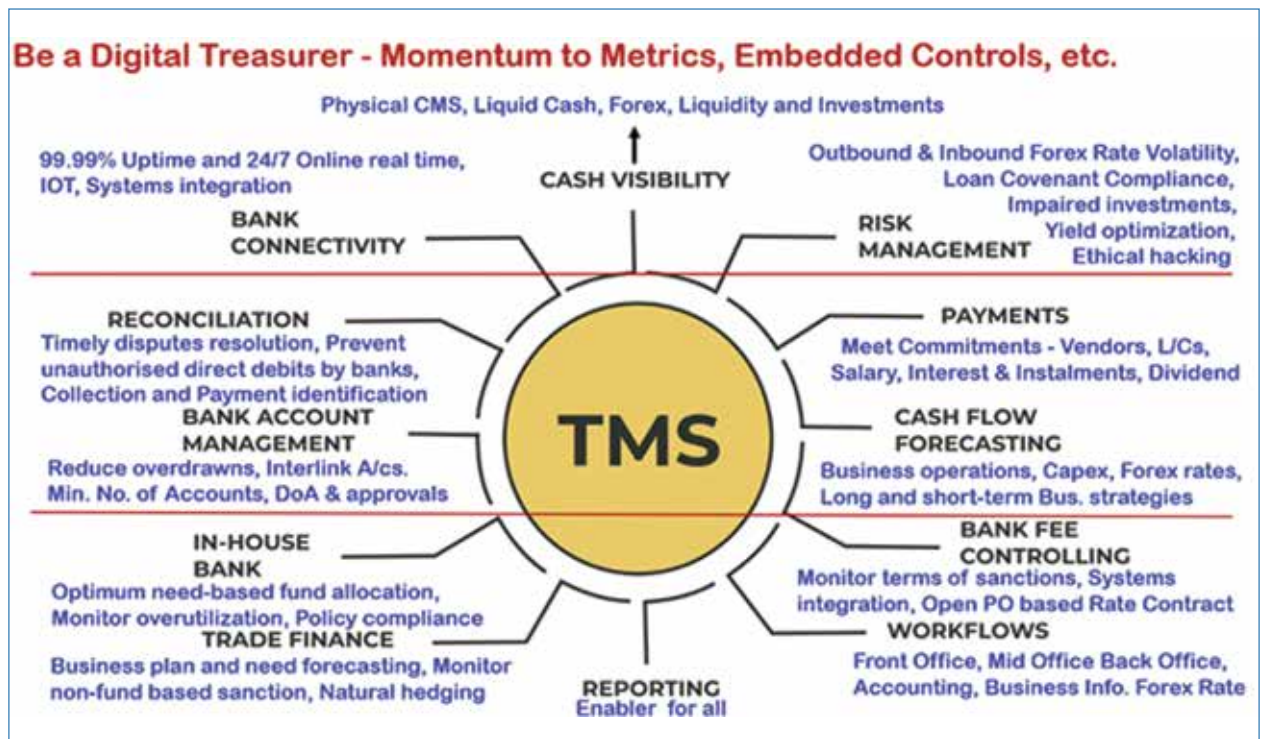 Be a Digital Treasurer - Momentum to Metrics, Embedded Controls, etc.
Physical CMS, Liquid Cash, Forex, Liquidity and Investments
99.99% Uptime and 24/7 Online real time,
IOT, Systems integration
BANK
CONNECTIVITY
CASH VISIBILITY
Outbound & Inbound Forex Rate Volatility,
Loan Covenant Compliance,
Impaired investments,
Yield optimization,
Ethical hacking
RISK
MANAGEMENT
RECONCILIATION
Timely disputes resolution, Prevent
unauthorised direct debits by banks,
Collection and Payment identification
PAYMENTS
Meet Commitments - Vendors, L/Cs,
Salary, Interest & Instalments, Dividend
TMS
BANK ACCOUNT
MANAGEMENT
Reduce overdrawns, Interlink A/cs.
Min. No. of Accounts, DoA & approvals
CASH FLOW
FORECASTING
Business operations, Capex, Forex rates,
Long and short-term Bus. strategies
IN-HOUSE
BANK
Optimum need-based fund allocation,
Monitor overutilization, Policy compliance
BANK FEE
CONTROLLING
Monitor terms of sanctions, Systems
integration, Open PO based Rate Contract
TRADE FINANCE
Business plan and need forecasting, Monitor
non-fund based sanction, Natural hedging
REPORTING
Enabler for all
WORKFLOWS
Front Office, Mid Office Back Office,
Accounting, Business Info. Forex Rate